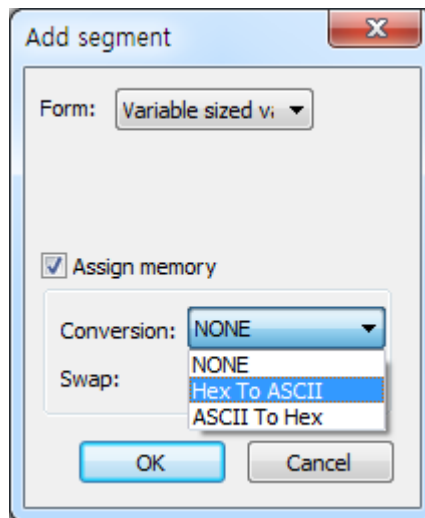 Add segment
Form: Variable sized va
Assign memory
Conversion: NONE
NONE
Swap:
Hex To ASCII
ASCII To Hex
OK Cancel